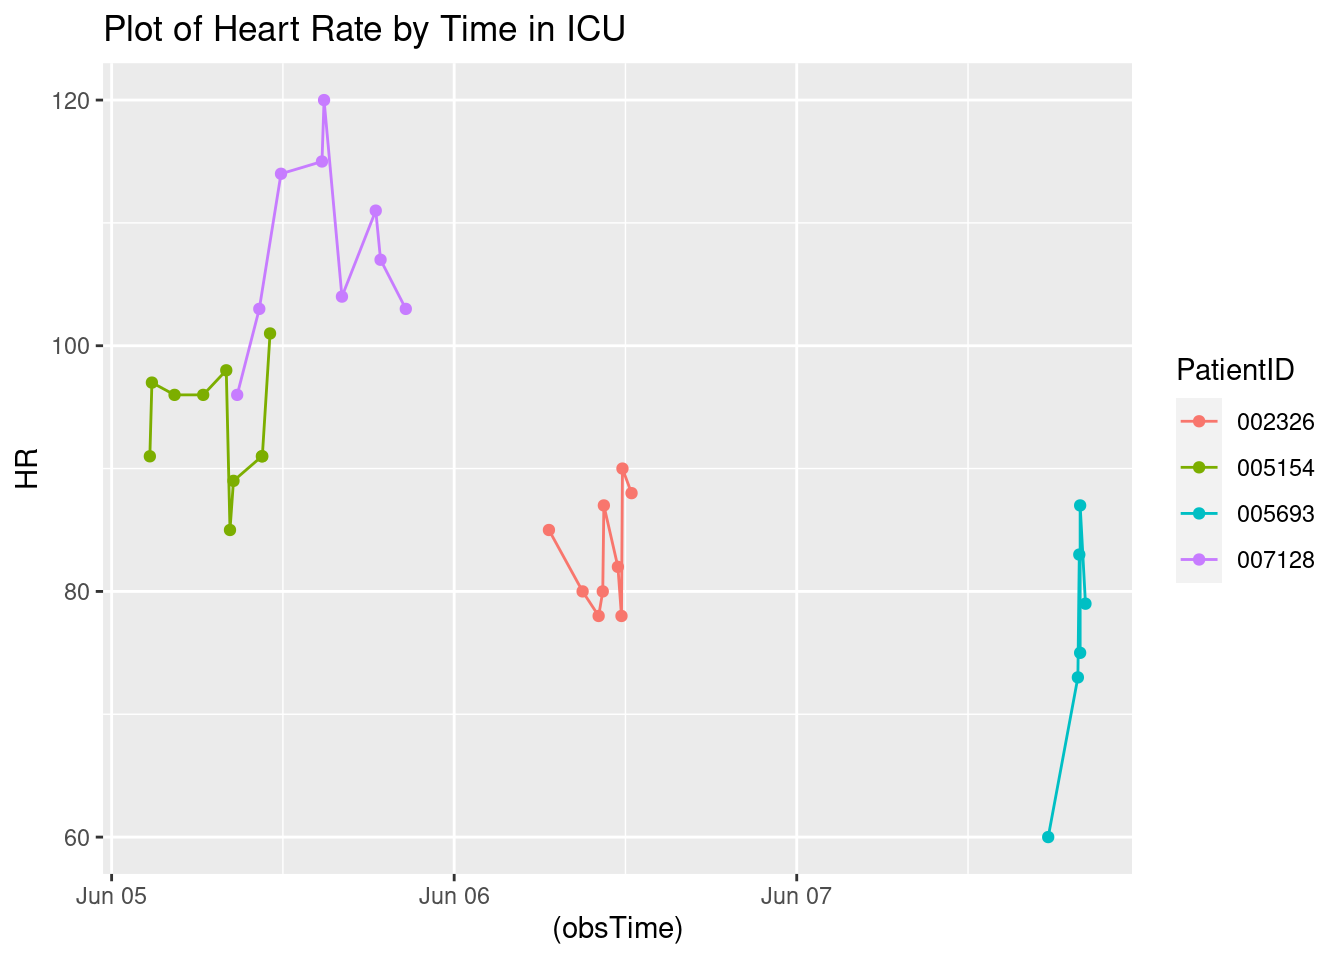 Plot of Heart Rate by Time in ICU
120
100
80
60
HR
Jun 05
Jun 06
Jun 07
(obsTime)
PatientID
002326
005154
005693
007128